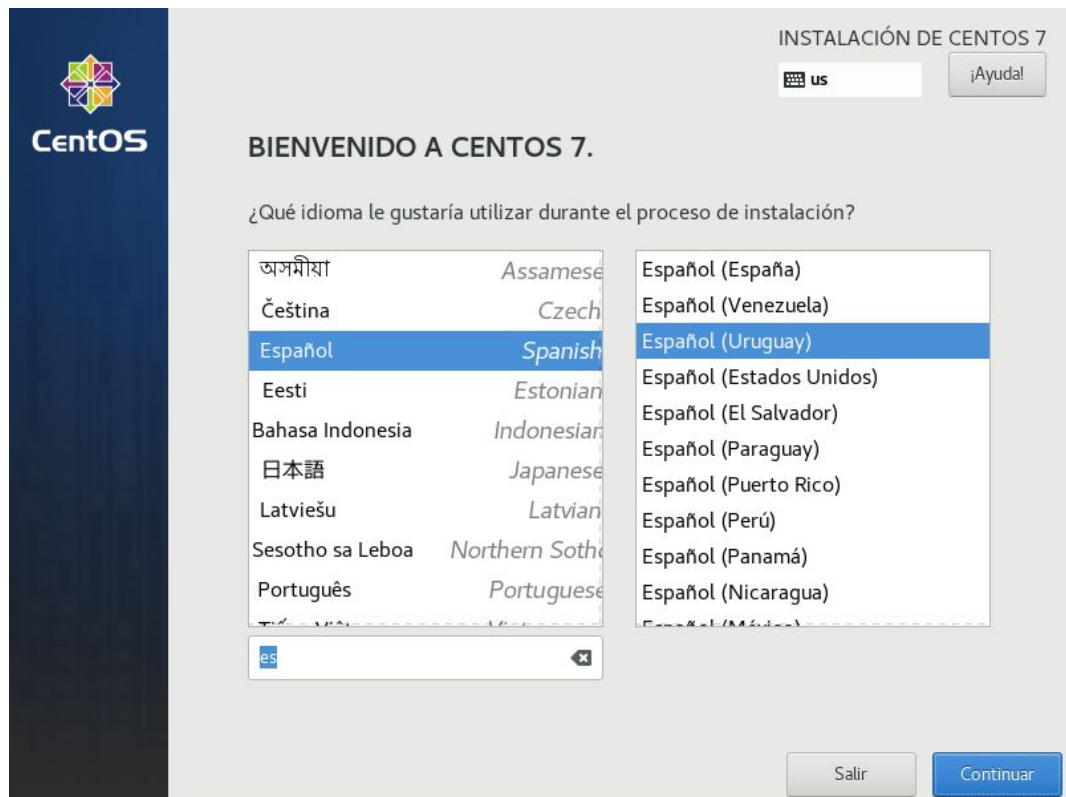 INSTALACIÓN DE CENTOS 7
us
¡Ayuda!
CentOS
BIENVENIDO A CENTOS 7.
¿Qué idioma le gustaría utilizar durante el proceso de instalación?
অসমীয়া Assamese
Čeština Czech
Español Spanish
Eesti Estonian
Bahasa Indonesia Indonesian
日本語 Japanese
Latviešu Latvian
Sesotho sa Leboa Northern Sotho
Português Portuguese
Español (España)
Español (Venezuela)
Español (Uruguay)
Español (Estados Unidos)
Español (El Salvador)
Español (Paraguay)
Español (Puerto Rico)
Español (Perú)
Español (Panamá)
Español (Nicaragua)
Español (México)
es
Salir
Continuar